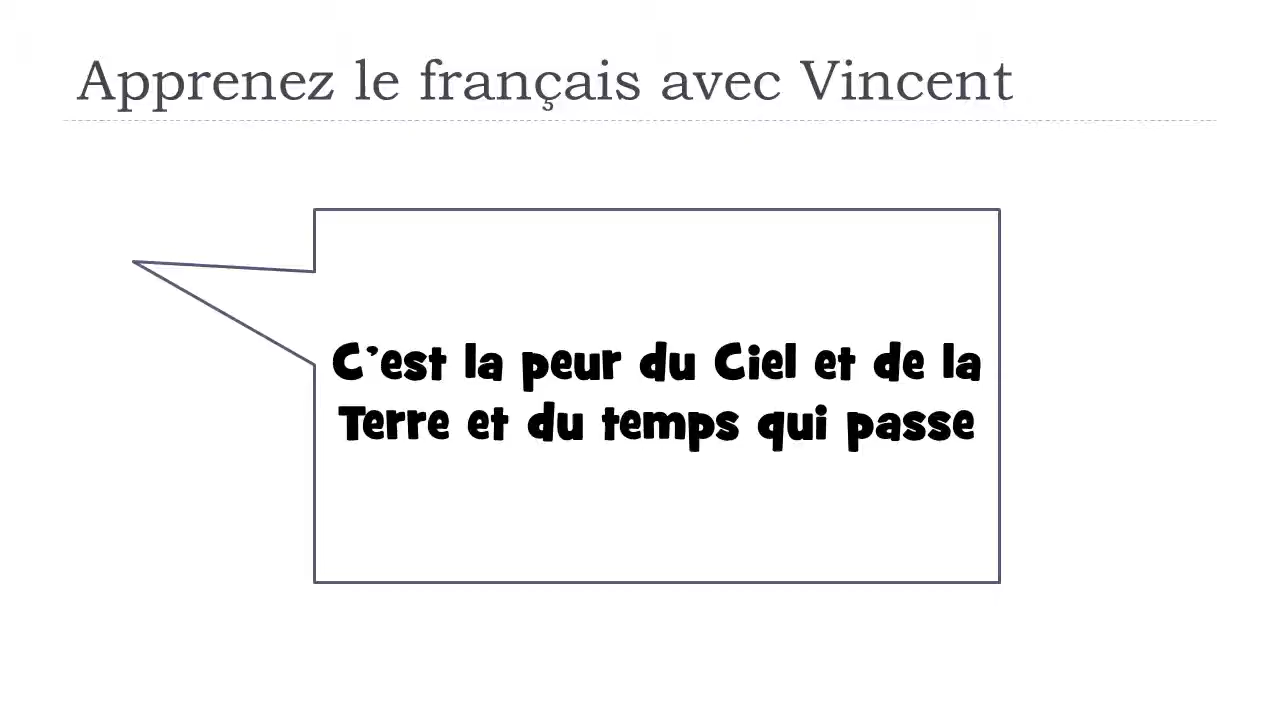 Apprenez le français avec Vincent
C'est la peur du Ciel et de la
Terre et du temps qui passe